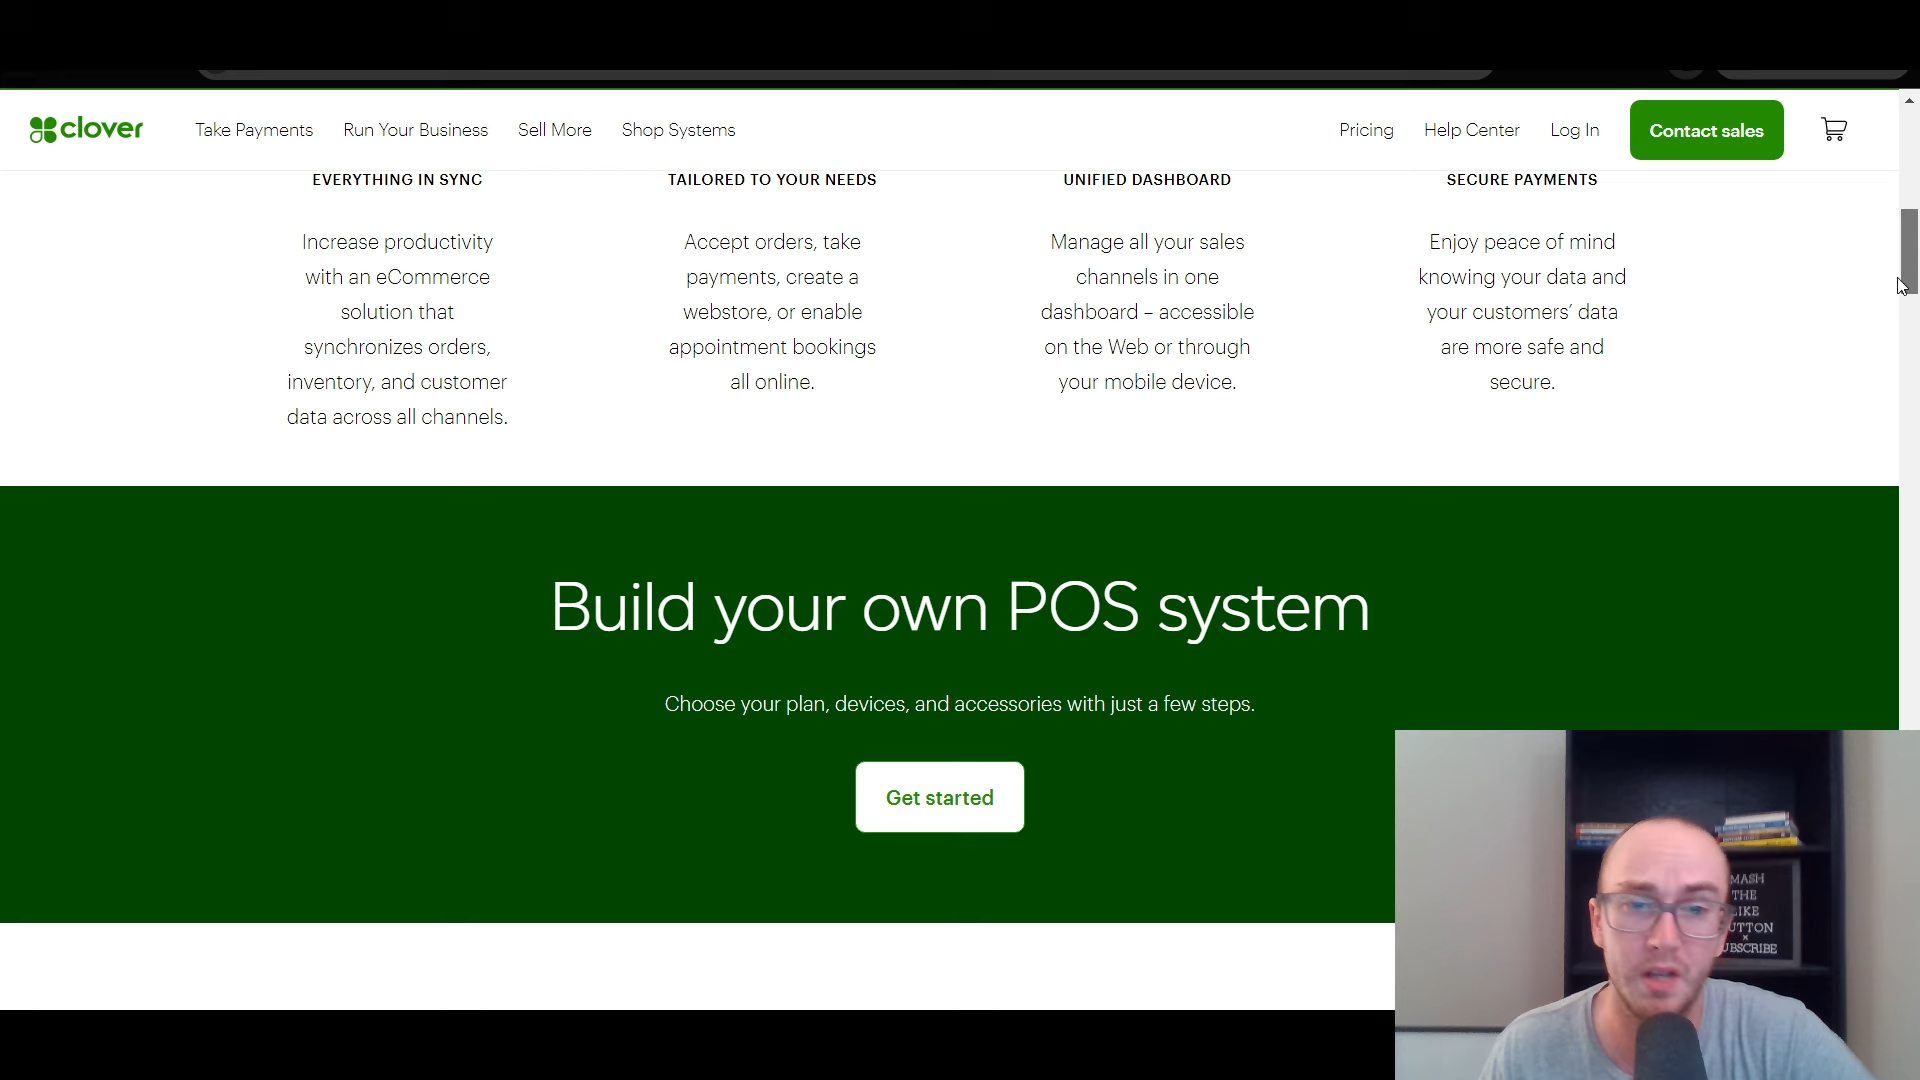 clover
Take Payments
Run Your Business
Sell More
Shop Systems
Pricing
Help Center
Log In
Contact sales
EVERYTHING IN SYNC
Increase productivity
with an eCommerce
solution that
synchronizes orders,
inventory, and customer
data across all channels.
TAILORED TO YOUR NEEDS
Accept orders, take
payments, create a
webstore, or enable
appointment bookings
all online.
UNIFIED DASHBOARD
Manage all your sales
channels in one
dashboard – accessible
on the Web or through
your mobile device.
SECURE PAYMENTS
Enjoy peace of mind
knowing your data and
your customers’ data
are more safe and
secure.
Build your own POS system
Choose your plan, devices, and accessories with just a few steps.
Get started
MASH
THE
IKE
UTTON
×
UBSCRIBE